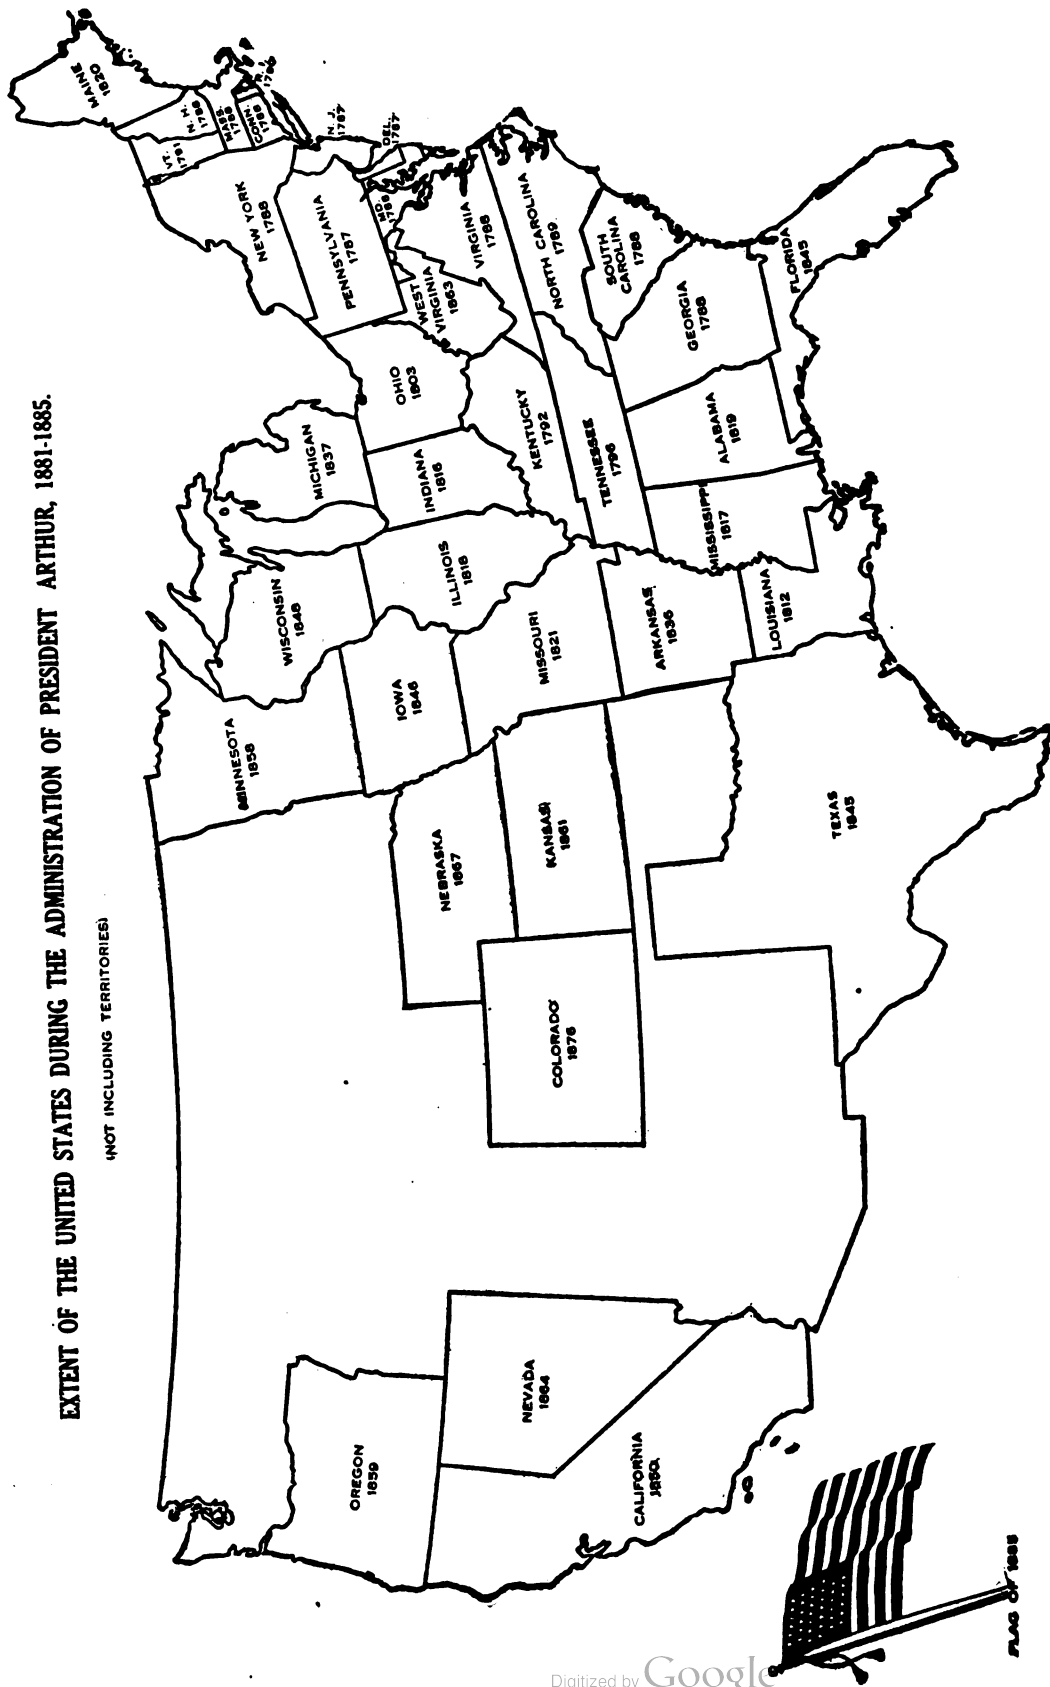 EXTENT OF THE UNITED STATES DURING THE ADMINISTRATION OF PRESIDENT ARTHUR, 1881-1885.
(NOT INCLUDING TERRITORIES)
MAINE
1820
VT.
1791
N. H.
1788
MASS.
1788
CONN.
1788
R. I.
1790
NEW YORK
1788
N. J.
1787
PENNSYLVANIA
1787
DEL.
1787
MD.
1788
VIRGINIA
1788
WEST
VIRGINIA
1863
NORTH CAROLINA
1789
SOUTH
CAROLINA
1788
GEORGIA
1788
FLORIDA
1845
OHIO
1803
KENTUCKY
1792
TENNESSEE
1796
ALABAMA
1819
MICHIGAN
1837
INDIANA
1816
MISSISSIPPI
1817
ILLINOIS
1818
WISCONSIN
1848
LOUISIANA
1812
ARKANSAS
1836
MISSOURI
1821
IOWA
1846
MINNESOTA
1858
NEBRASKA
1867
KANSAS
1861
TEXAS
1845
COLORADO
1876
NEVADA
1864
OREGON
1859
CALIFORNIA
1850
FLAG OF 1885
Digitized by Google